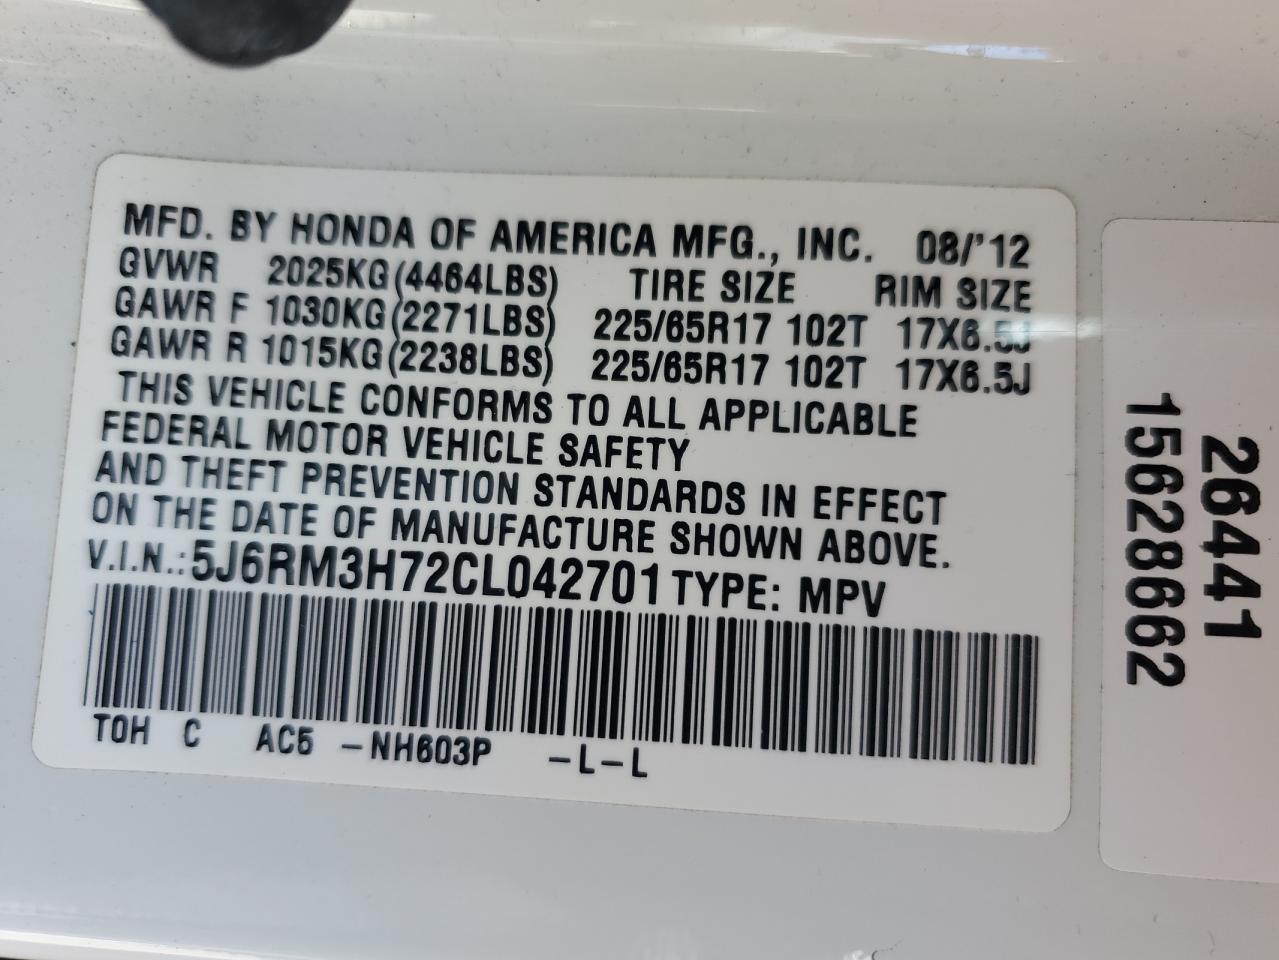 MFD. BY HONDA OF AMERICA MFG., INC. 08/'12
GVWR 2025KG(4464LBS) TIRE SIZE RIM SIZE
GAWR F 1030KG(2271LBS) 225/65R17 102T 17X6.5J
GAWR R 1015KG(2238LBS) 225/65R17 102T 17X6.5J
THIS VEHICLE CONFORMS TO ALL APPLICABLE
FEDERAL MOTOR VEHICLE SAFETY
AND THEFT PREVENTION STANDARDS IN EFFECT
ON THE DATE OF MANUFACTURE SHOWN ABOVE.
V.I.N.:5J6RM3H72CL042701 TYPE: MPV
TOH C AC5 -NH603P -L-L
26441
15628662